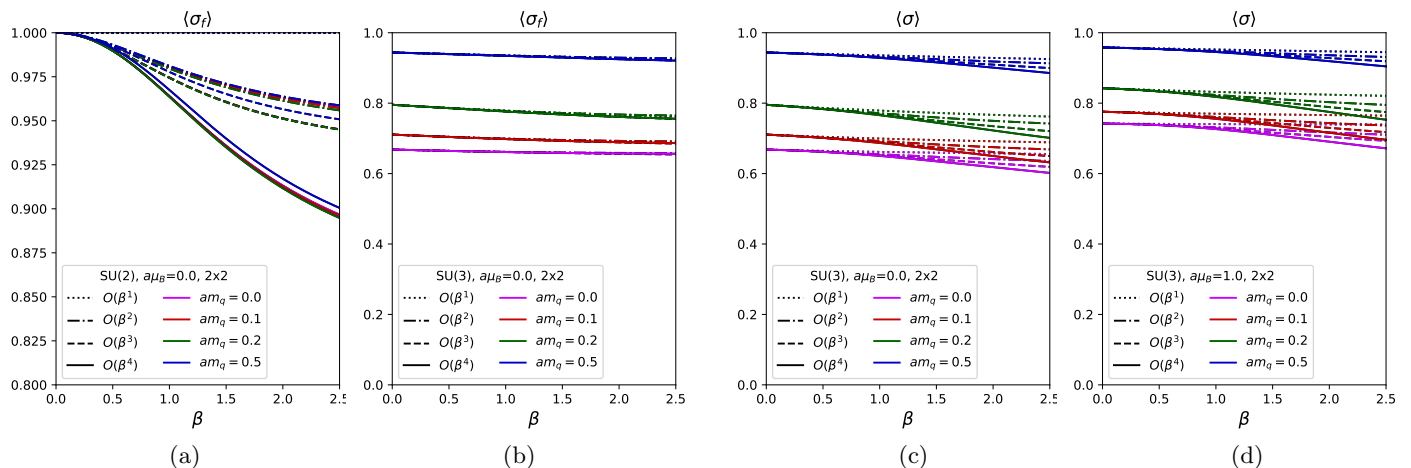 ⟨σ_f⟩
1.000
0.975
0.950
0.925
0.900
0.875
0.850
0.825
0.800
0.0 0.5 1.0 1.5 2.0 2.5
β
SU(2), aμ_B=0.0, 2x2
O(β¹) am_q = 0.0
O(β²) am_q = 0.1
O(β³) am_q = 0.2
O(β⁴) am_q = 0.5
(a)
⟨σ_f⟩
1.0
0.8
0.6
0.4
0.2
0.0
0.0 0.5 1.0 1.5 2.0 2.5
β
SU(3), aμ_B=0.0, 2x2
O(β¹) am_q = 0.0
O(β²) am_q = 0.1
O(β³) am_q = 0.2
O(β⁴) am_q = 0.5
(b)
⟨σ⟩
1.0
0.8
0.6
0.4
0.2
0.0
0.0 0.5 1.0 1.5 2.0 2.5
β
SU(3), aμ_B=0.0, 2x2
O(β¹) am_q = 0.0
O(β²) am_q = 0.1
O(β³) am_q = 0.2
O(β⁴) am_q = 0.5
(c)
⟨σ⟩
1.0
0.8
0.6
0.4
0.2
0.0
0.0 0.5 1.0 1.5 2.0 2.5
β
SU(3), aμ_B=1.0, 2x2
O(β¹) am_q = 0.0
O(β²) am_q = 0.1
O(β³) am_q = 0.2
O(β⁴) am_q = 0.5
(d)